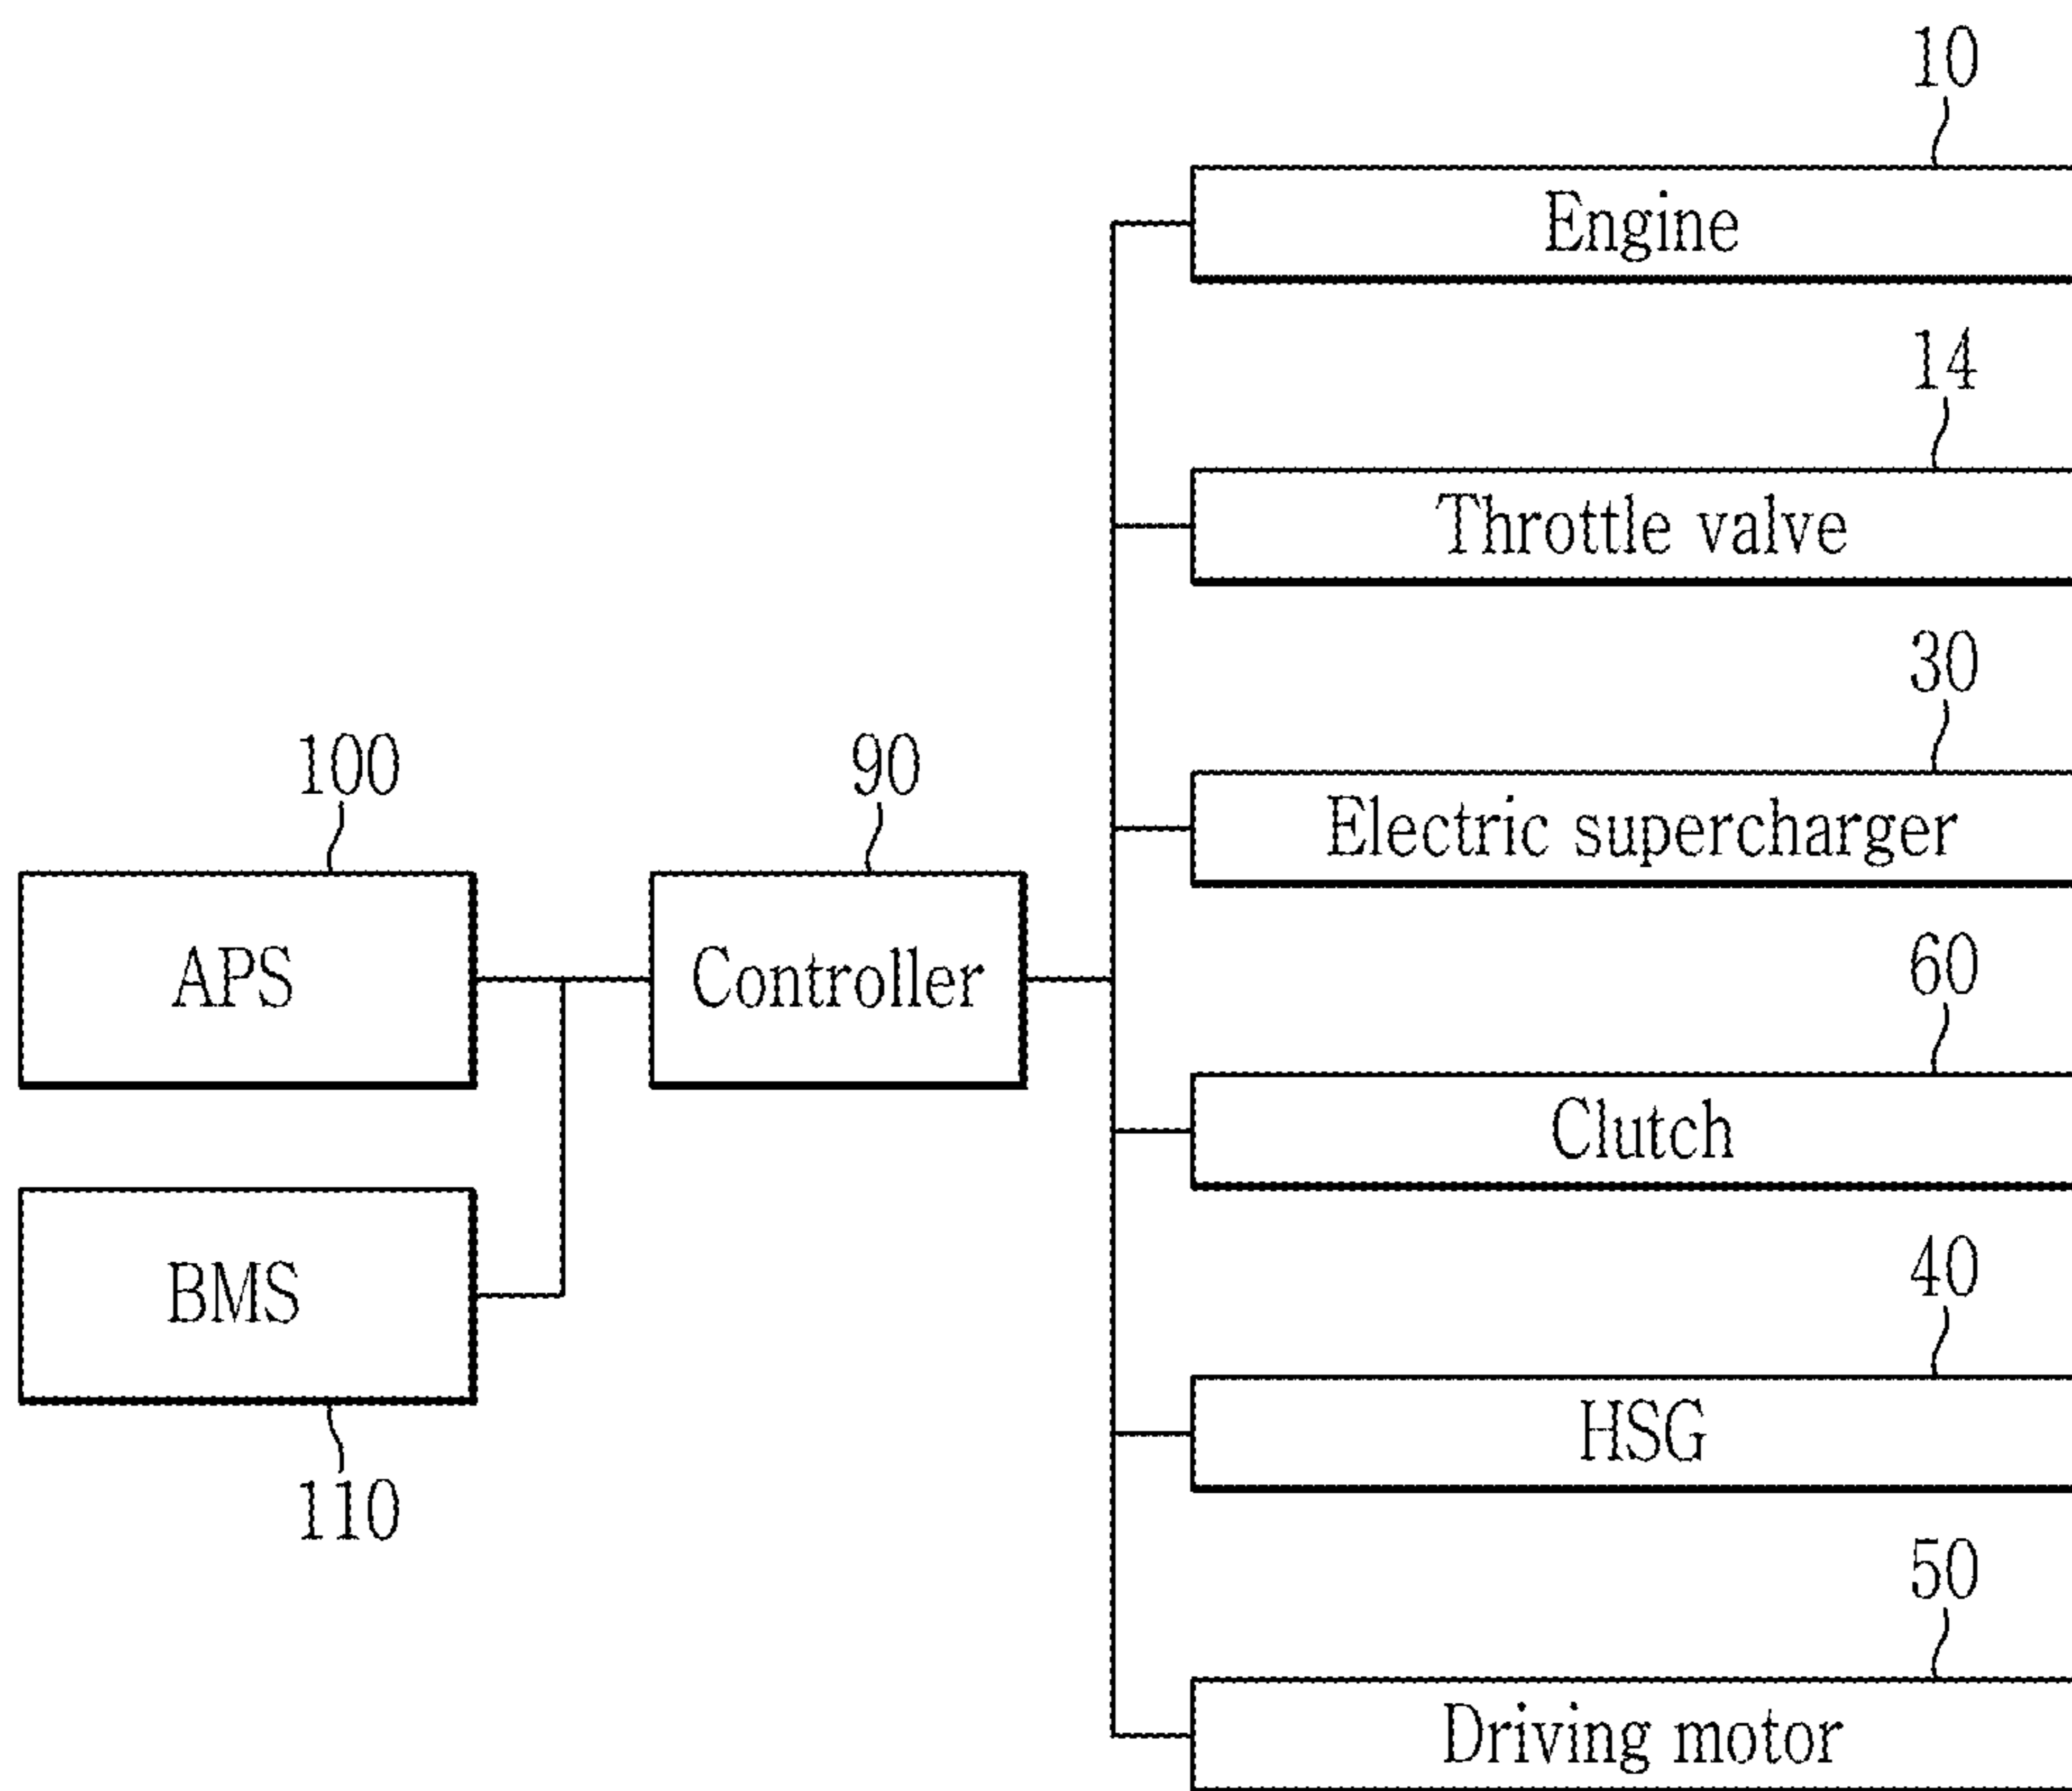 10
Engine
14
Throttle valve
30
Electric supercharger
100
90
APS
Controller
60
Clutch
BMS
40
HSG
110
50
Driving motor